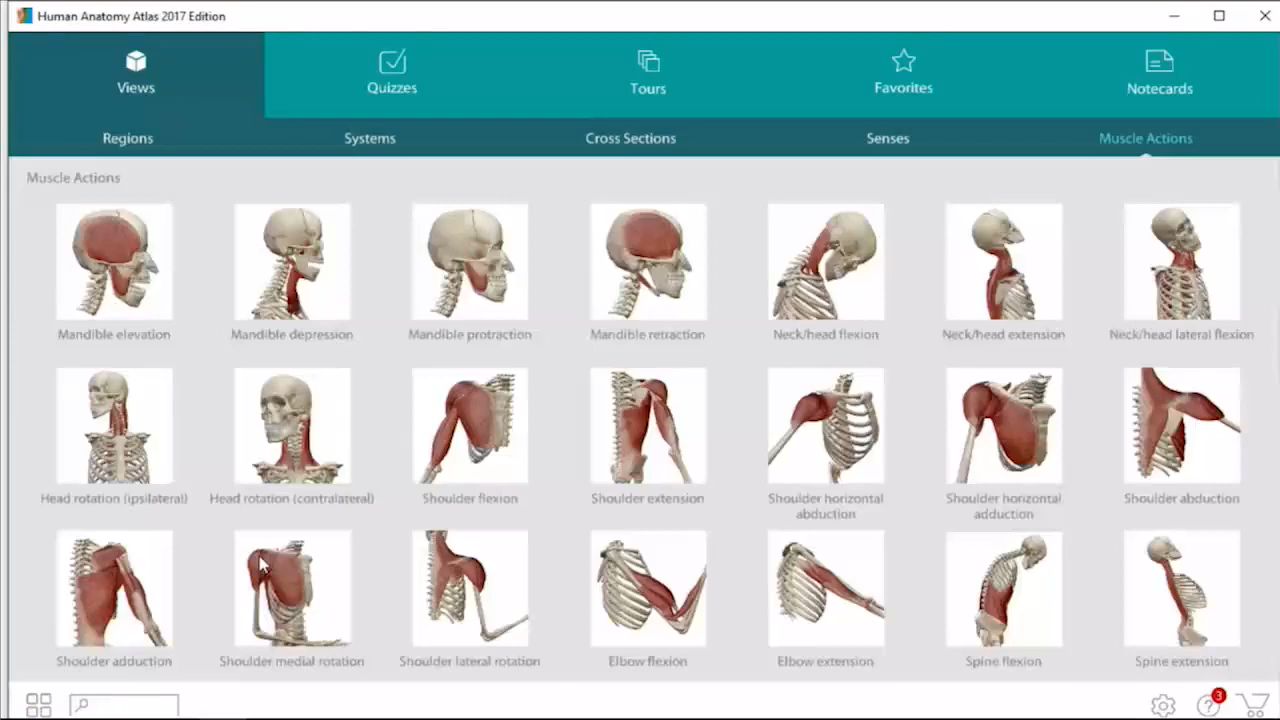 Human Anatomy Atlas 2017 Edition
Views
Quizzes
Tours
Favorites
Notecards
Regions
Systems
Cross Sections
Senses
Muscle Actions
Muscle Actions
Mandible elevation
Mandible depression
Mandible protraction
Mandible retraction
Neck/head flexion
Neck/head extension
Neck/head lateral flexion
Head rotation (ipsilateral)
Head rotation (contralateral)
Shoulder flexion
Shoulder extension
Shoulder horizontal
abduction
Shoulder horizontal
adduction
Shoulder abduction
Shoulder adduction
Shoulder medial rotation
Shoulder lateral rotation
Elbow flexion
Elbow extension
Spine flexion
Spine extension
3